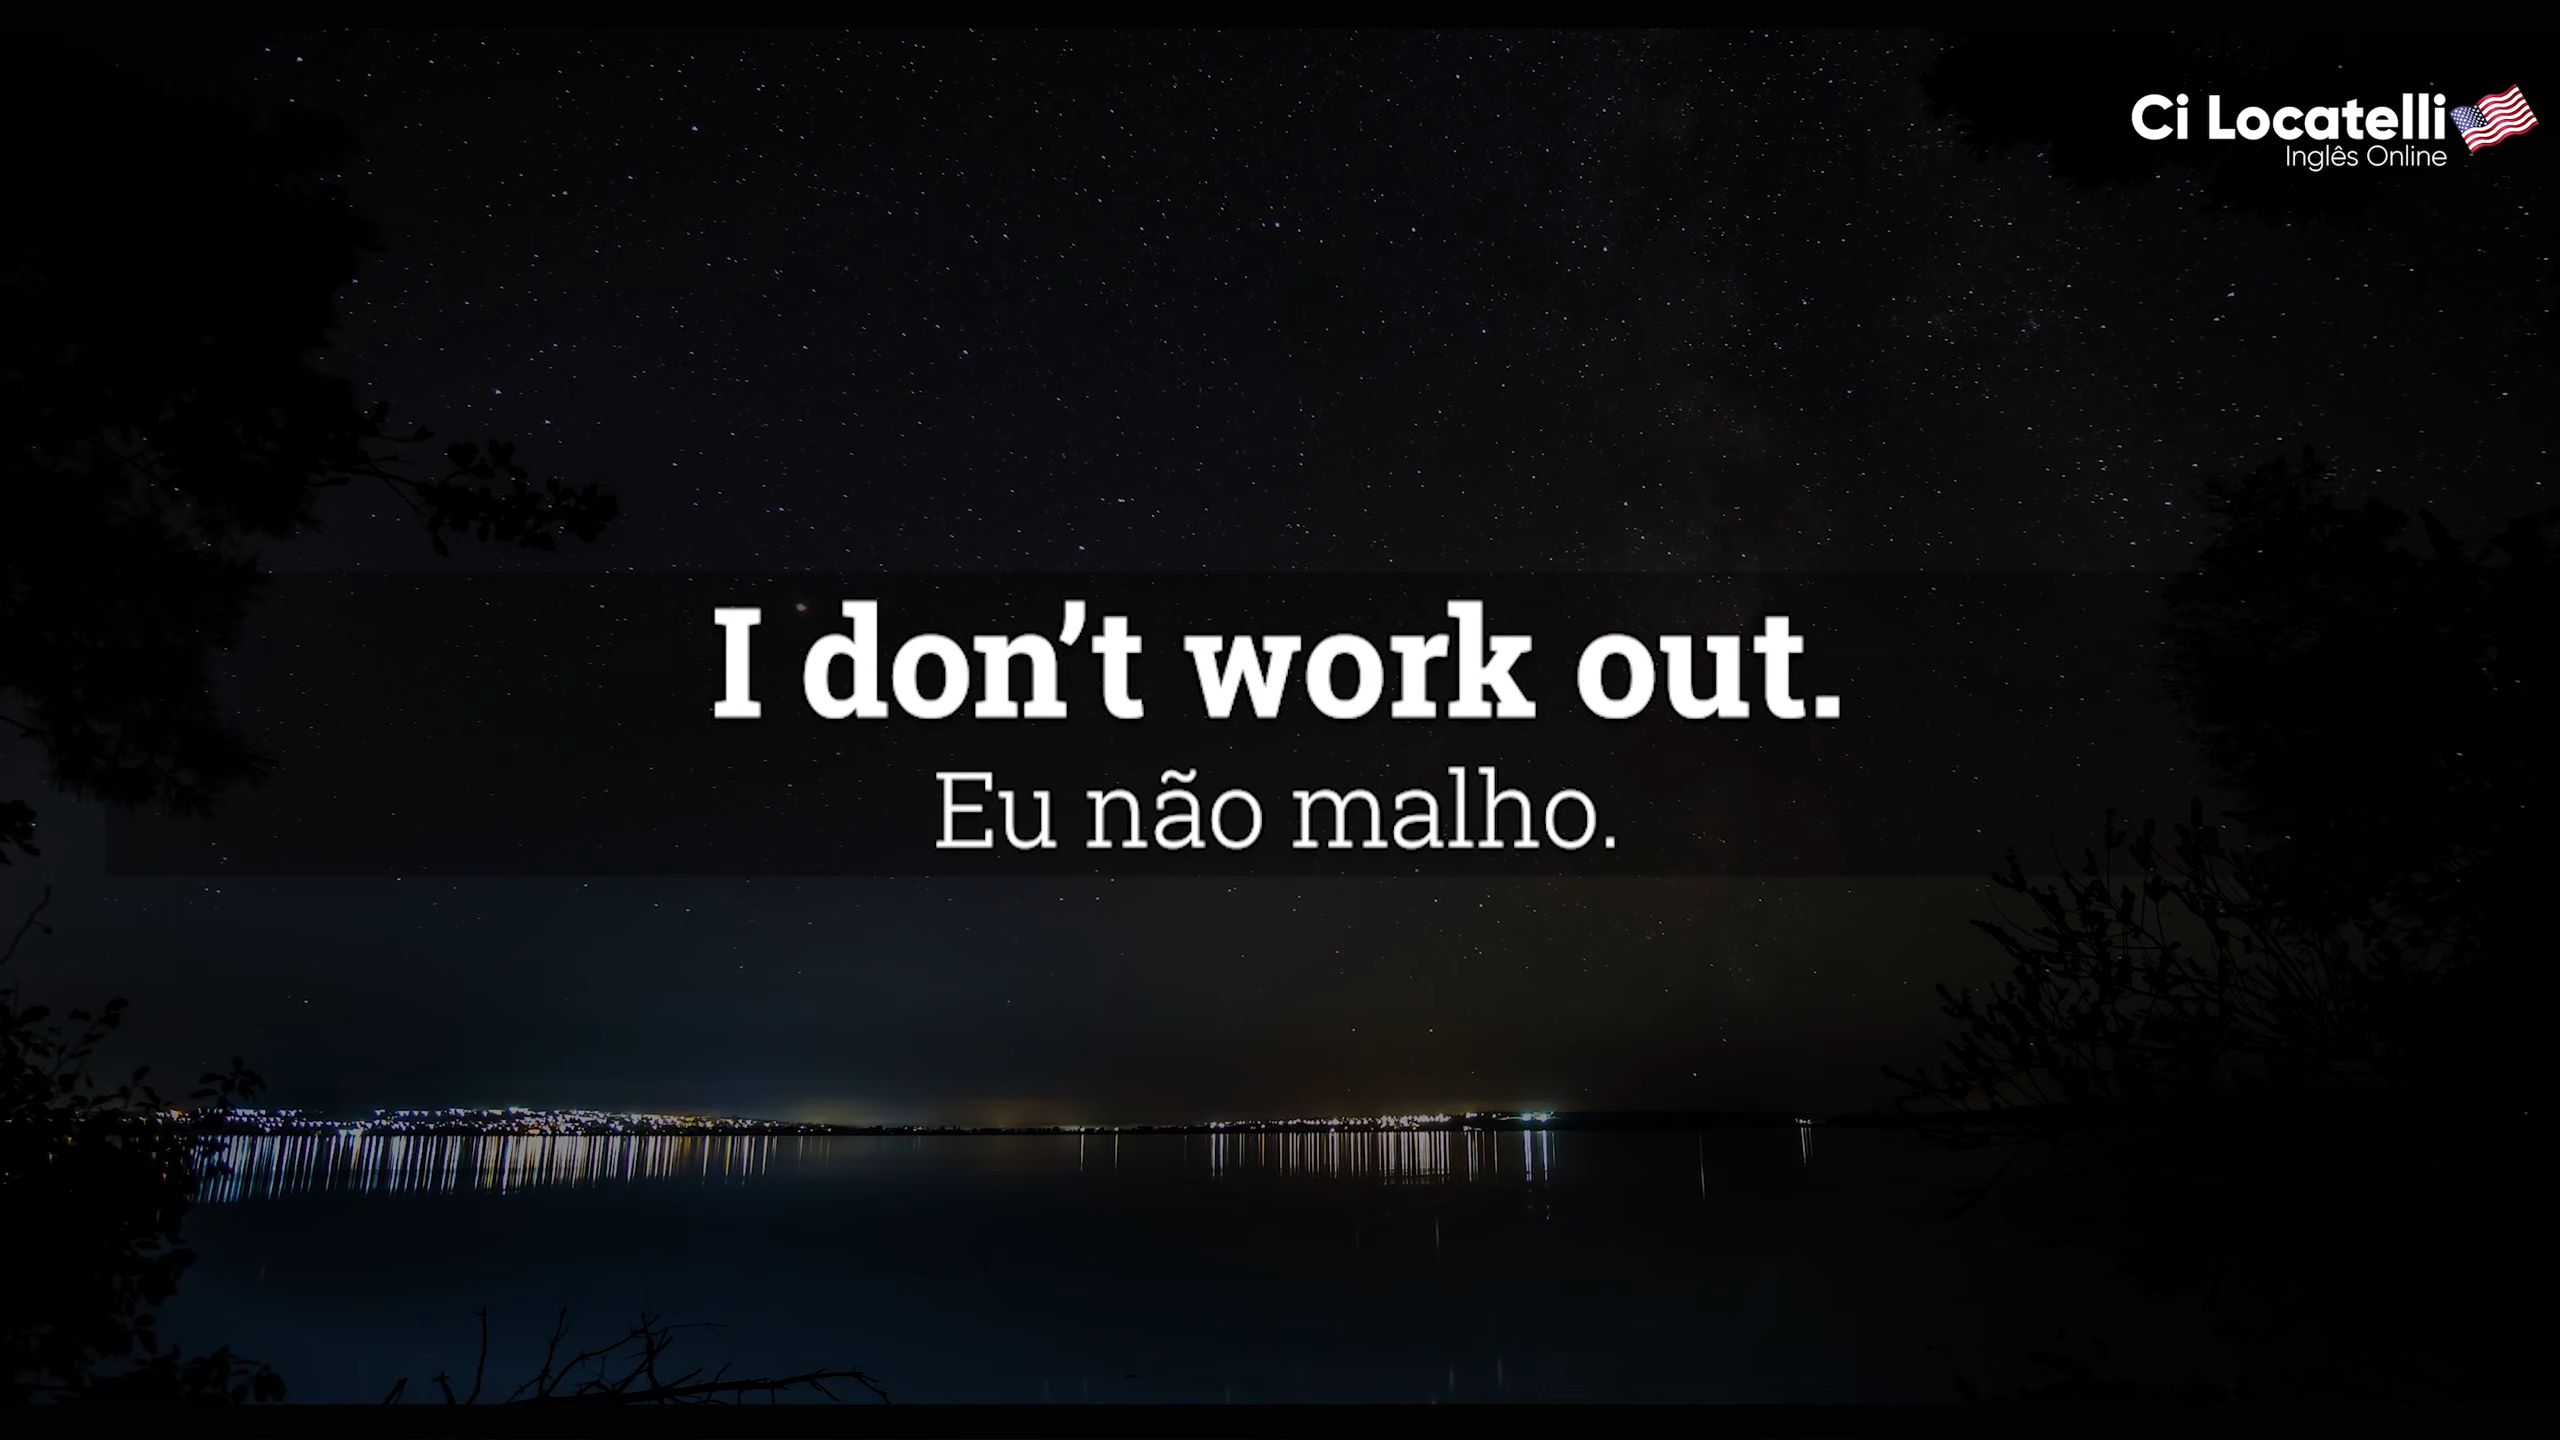 Ci Locatelli
Inglês Online
I don’t work out.
Eu não malho.